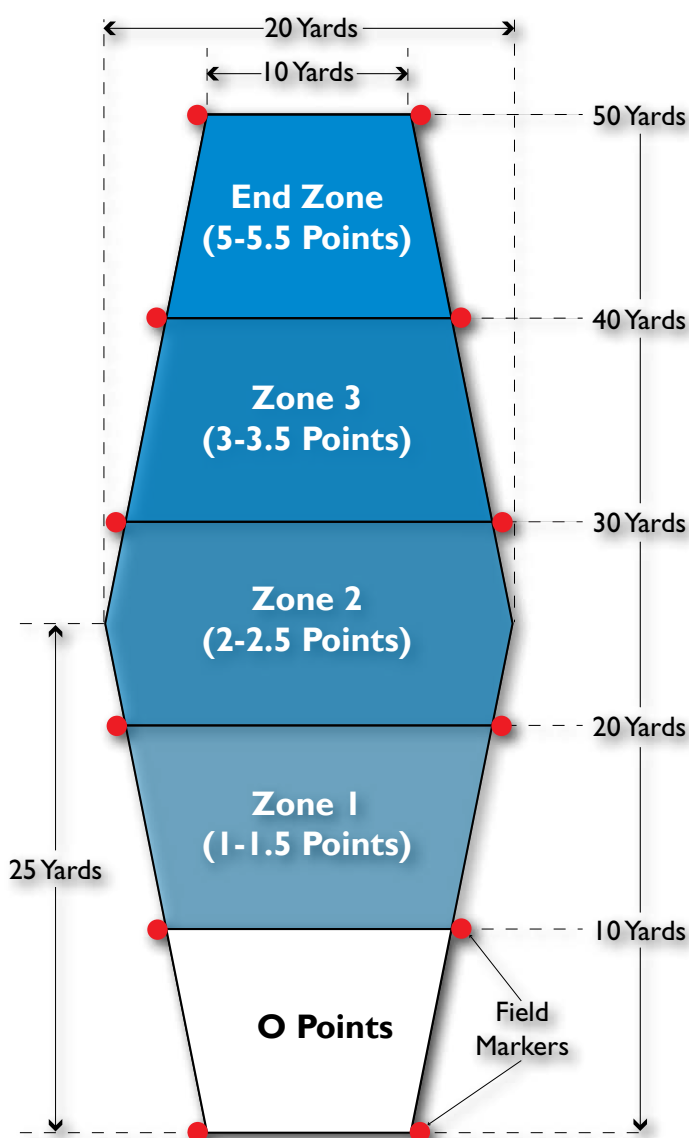 20 Yards
10 Yards
50 Yards
End Zone
(5-5.5 Points)
40 Yards
Zone 3
(3-3.5 Points)
30 Yards
Zone 2
(2-2.5 Points)
20 Yards
Zone 1
(1-1.5 Points)
25 Yards
10 Yards
O Points
Field
Markers